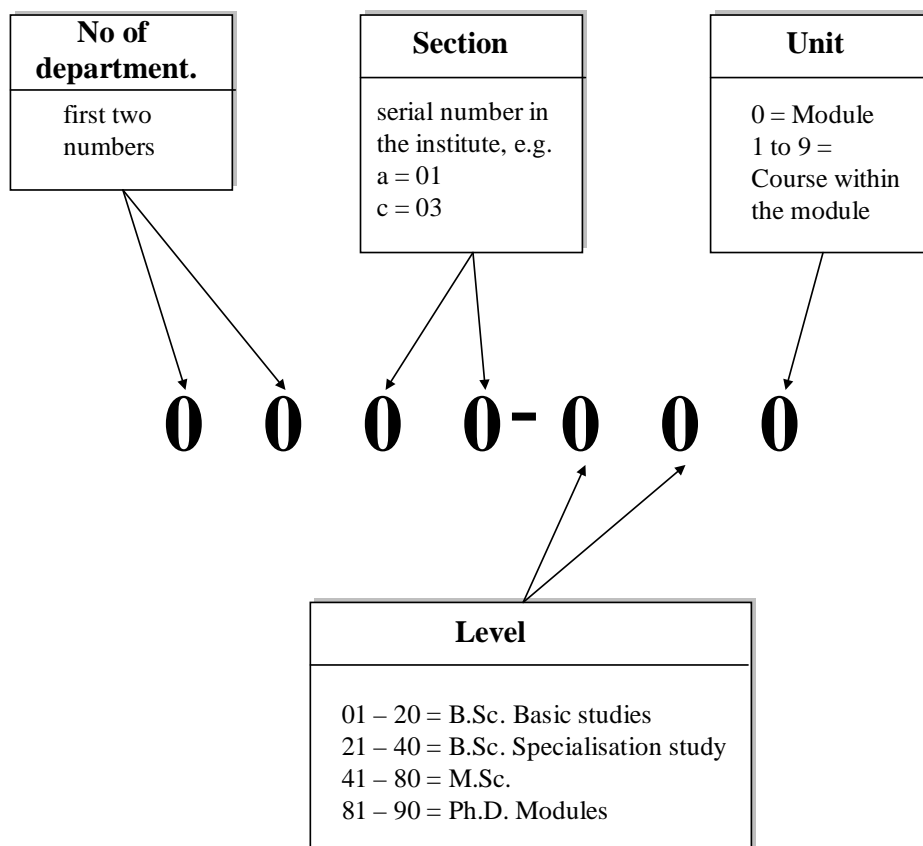 No of
department.
first two
numbers
Section
serial number in
the institute, e.g.
a = 01
c = 03
Unit
0 = Module
1 to 9 =
Course within
the module
0 0 0 0 - 0 0 0
Level
01 – 20 = B.Sc. Basic studies
21 – 40 = B.Sc. Specialisation study
41 – 80 = M.Sc.
81 – 90 = Ph.D. Modules